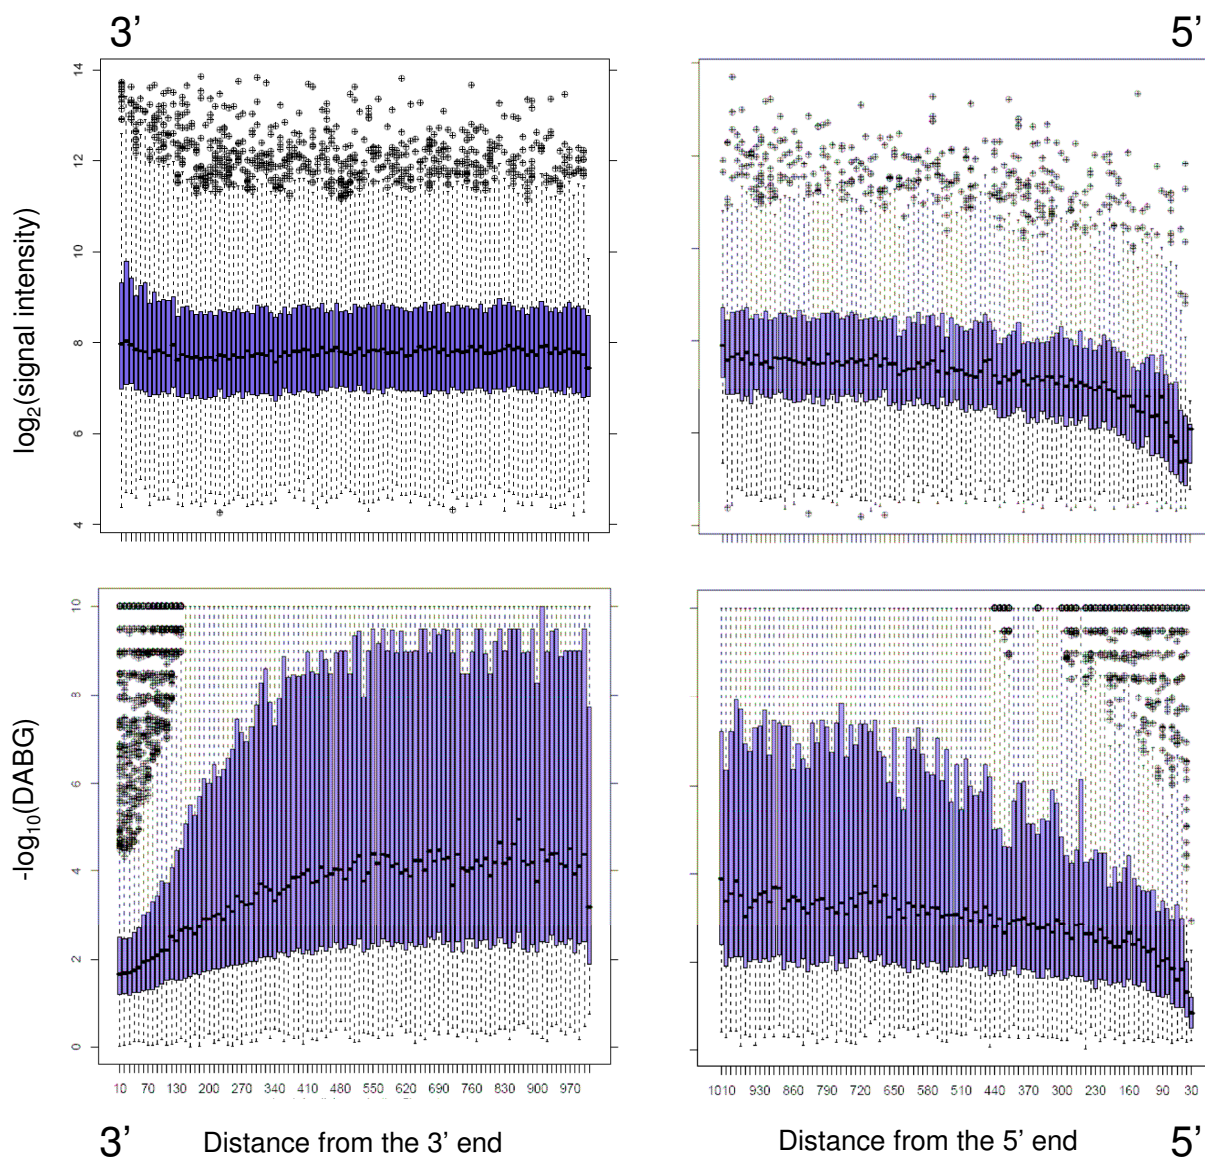 3’
5’
log2(signal intensity)
14
12
10
8
6
4
-log10(DABG)
10
8
6
4
2
0
10 70 130 200 270 340 410 480 550 620 690 760 830 900 970
1010 930 860 790 720 650 580 510 440 370 300 230 160 90 30
3’ Distance from the 3’ end
Distance from the 5’ end 5’